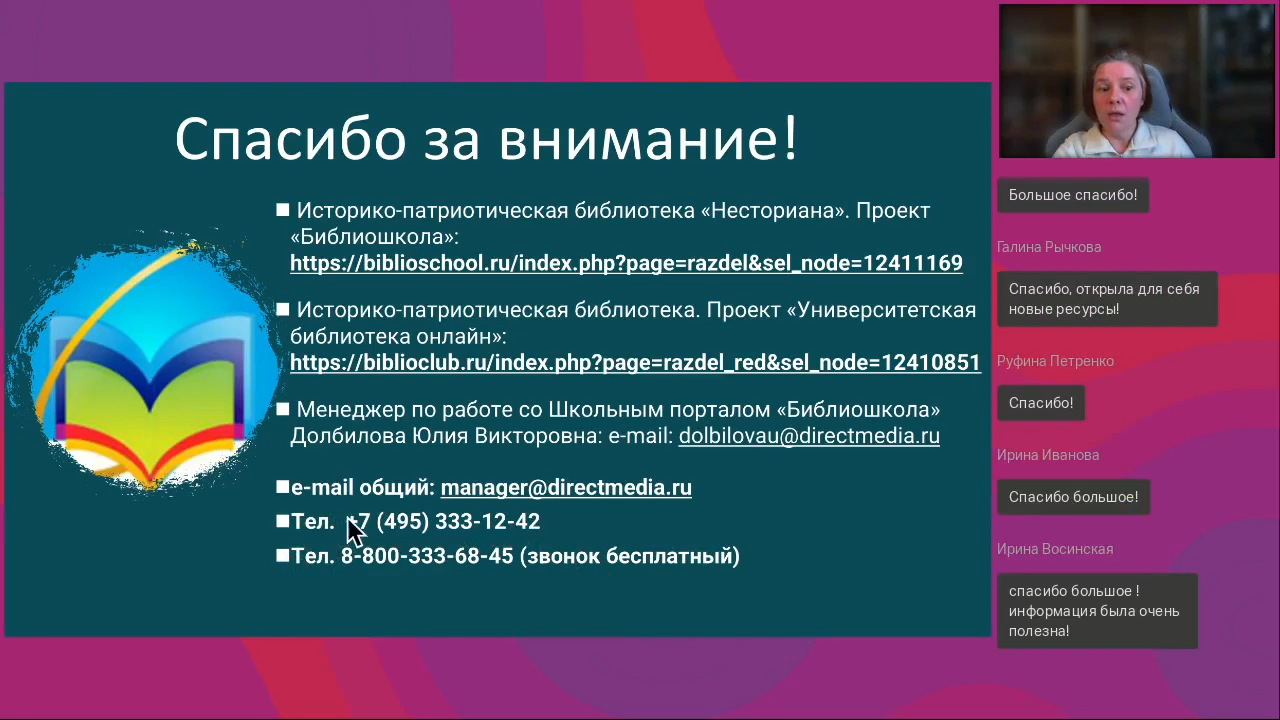 Спасибо за внимание!
Историко-патриотическая библиотека «Несториана». Проект
«Библиошкола»:
https://biblioschool.ru/index.php?page=razdel&sel_node=12411169
Историко-патриотическая библиотека. Проект «Университетская
библиотека онлайн»:
https://biblioclub.ru/index.php?page=razdel_red&sel_node=12410851
Менеджер по работе со Школьным порталом «Библиошкола»
Долбилова Юлия Викторовна: e-mail: dolbilovau@directmedia.ru
e-mail общий: manager@directmedia.ru
Тел. +7 (495) 333-12-42
Тел. 8-800-333-68-45 (звонок бесплатный)
Большое спасибо!
Галина Рычкова
Спасибо, открыла для себя
новые ресурсы!
Руфина Петренко
Спасибо!
Ирина Иванова
Спасибо большое!
Ирина Восинская
спасибо большое !
информация была очень
полезна!